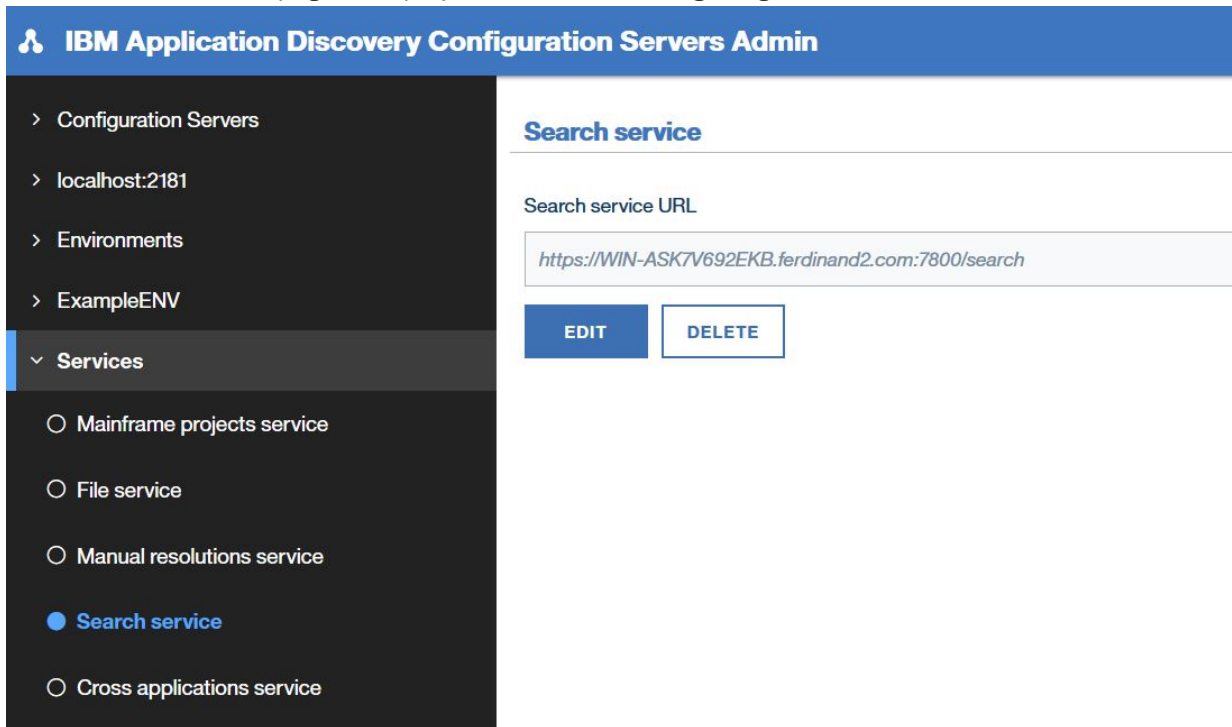 IBM Application Discovery Configuration Servers Admin
Configuration Servers
localhost:2181
Environments
ExampleENV
Services
Mainframe projects service
File service
Manual resolutions service
Search service
Cross applications service
Search service
Search service URL
https://WIN-ASK7V692EKB.ferdinand2.com:7800/search
EDIT DELETE